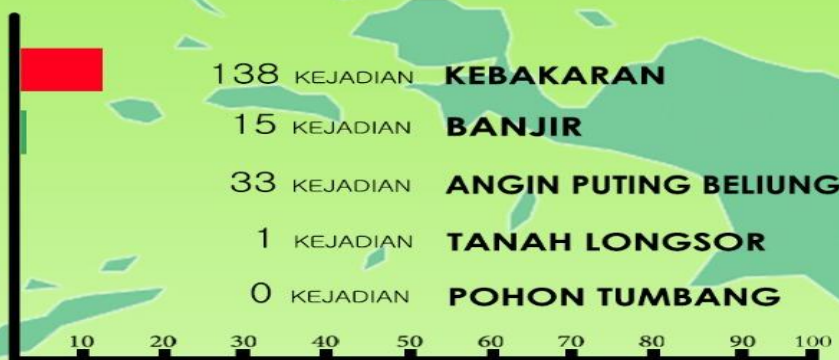 138 KEJADIAN KEBAKARAN
15 KEJADIAN BANJIR
33 KEJADIAN ANGIN PUTING BELIUNG
1 KEJADIAN TANAH LONGSOR
0 KEJADIAN POHON TUMBANG
10 20 30 40 50 60 70 80 90 100